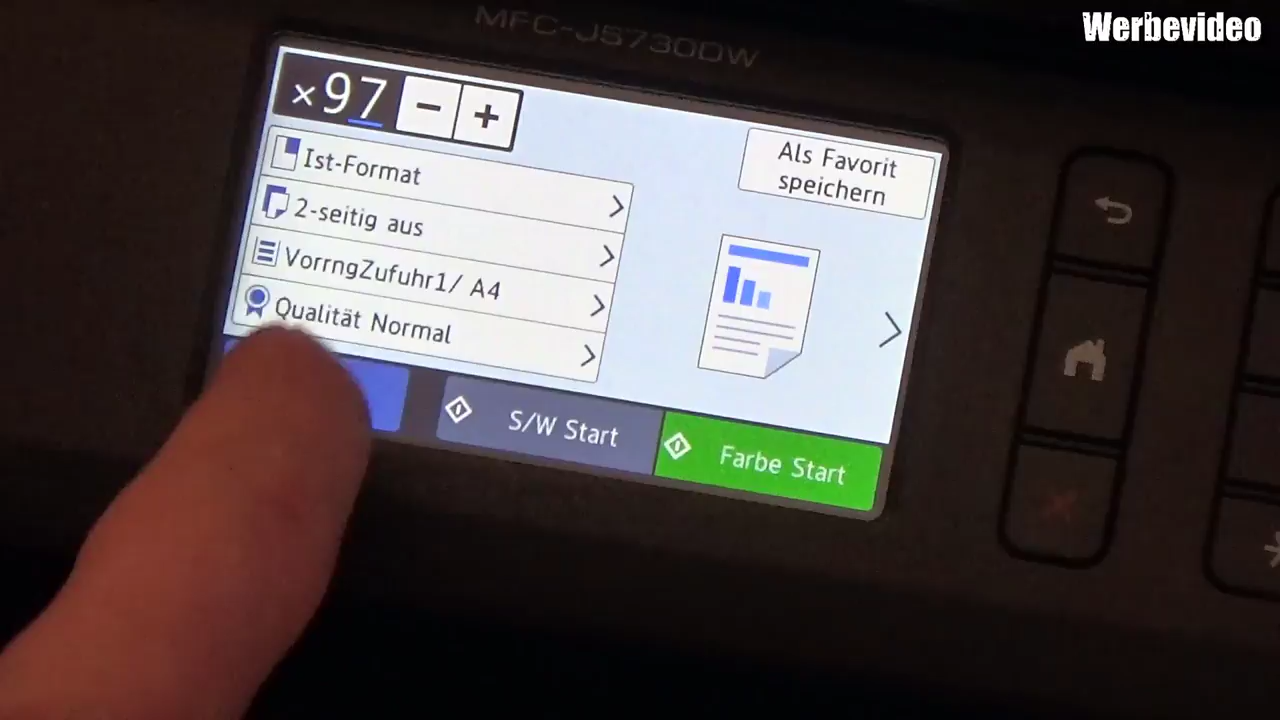 Werbevideo
MFC-J5730DW
×97 − +
Als Favorit
speichern
Ist-Format
2-seitig aus
VorrngZufuhr1/ A4
Qualität Normal
S/W Start
Farbe Start